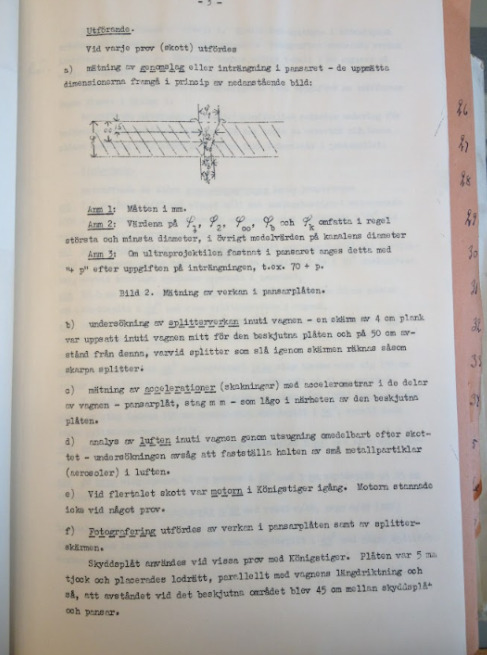 - 3 -
Utförande.
Vid varje prov (skott) utfördes
a) mätning av genomslag eller inträngning i pansaret - de uppmätta
dimensionerna framgå i princip av nedanstående bild:
Anm 1: Måtten i mm.
Anm 2: Värdena på φ1, φ2, φ∞, φb och φk omfatta i regel
största och minsta diameter, i övrigt medelvärden på kanalens diameter
Anm 3: Om ultraprojektilen fastnat i pansaret anges detta med
"+ p" efter uppgiften på inträngningen, t.ex. 70 + p.
Bild 2. Mätning av verkan i pansarplåten.
b) undersökning av splitterverkan inuti vagnen - en skärm av 4 cm plank
var uppsatt inuti vagnen mitt för den beskjutna plåten och på 50 cm av-
stånd från denna, varvid splitter som slå igenom skärmen räknas såsom
skarpa splitter;
c) mätning av accelerationer (skakningar) med accelerometrar i de delar
av vagnen - pansarplåt, stag m m - som lågo i närheten av den beskjutna
plåten.
d) analys av luften inuti vagnen genom utsugning omedelbart efter skot-
tet - undersökningen avsåg att fastställa halten av små metallpartiklar
(aerosoler) i luften.
e) Vid flertalet skott var motorn i Königstiger igång. Motorn stannade
icke vid något prov.
f) Fotografering utfördes av verkan i pansarplåten samt av splitter-
skärmen.
Skyddsplåt användes vid vissa prov med Königstiger. Plåten var 5 mm
tjock och placerades lodrätt, parallellt med vagnens längdriktning och
så, att avståndet vid det beskjutna området blev 45 cm mellan skyddsplåt
och pansar.
26
27
28
29
30
31
32
33